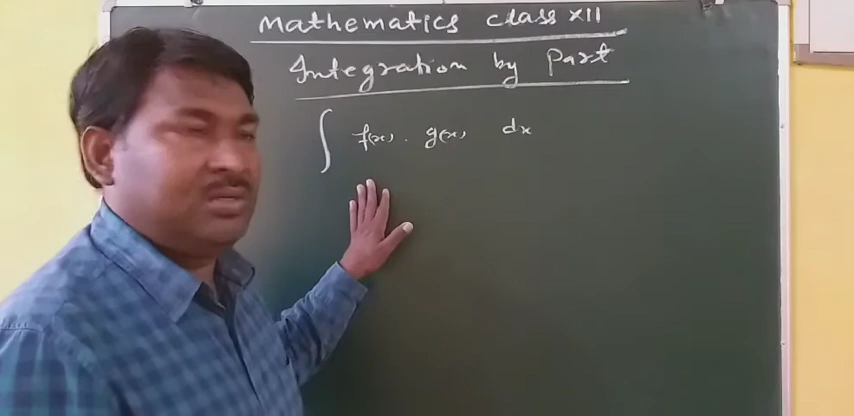 Mathematics class XII
Integration by Part
∫ f(x) . g(x) dx